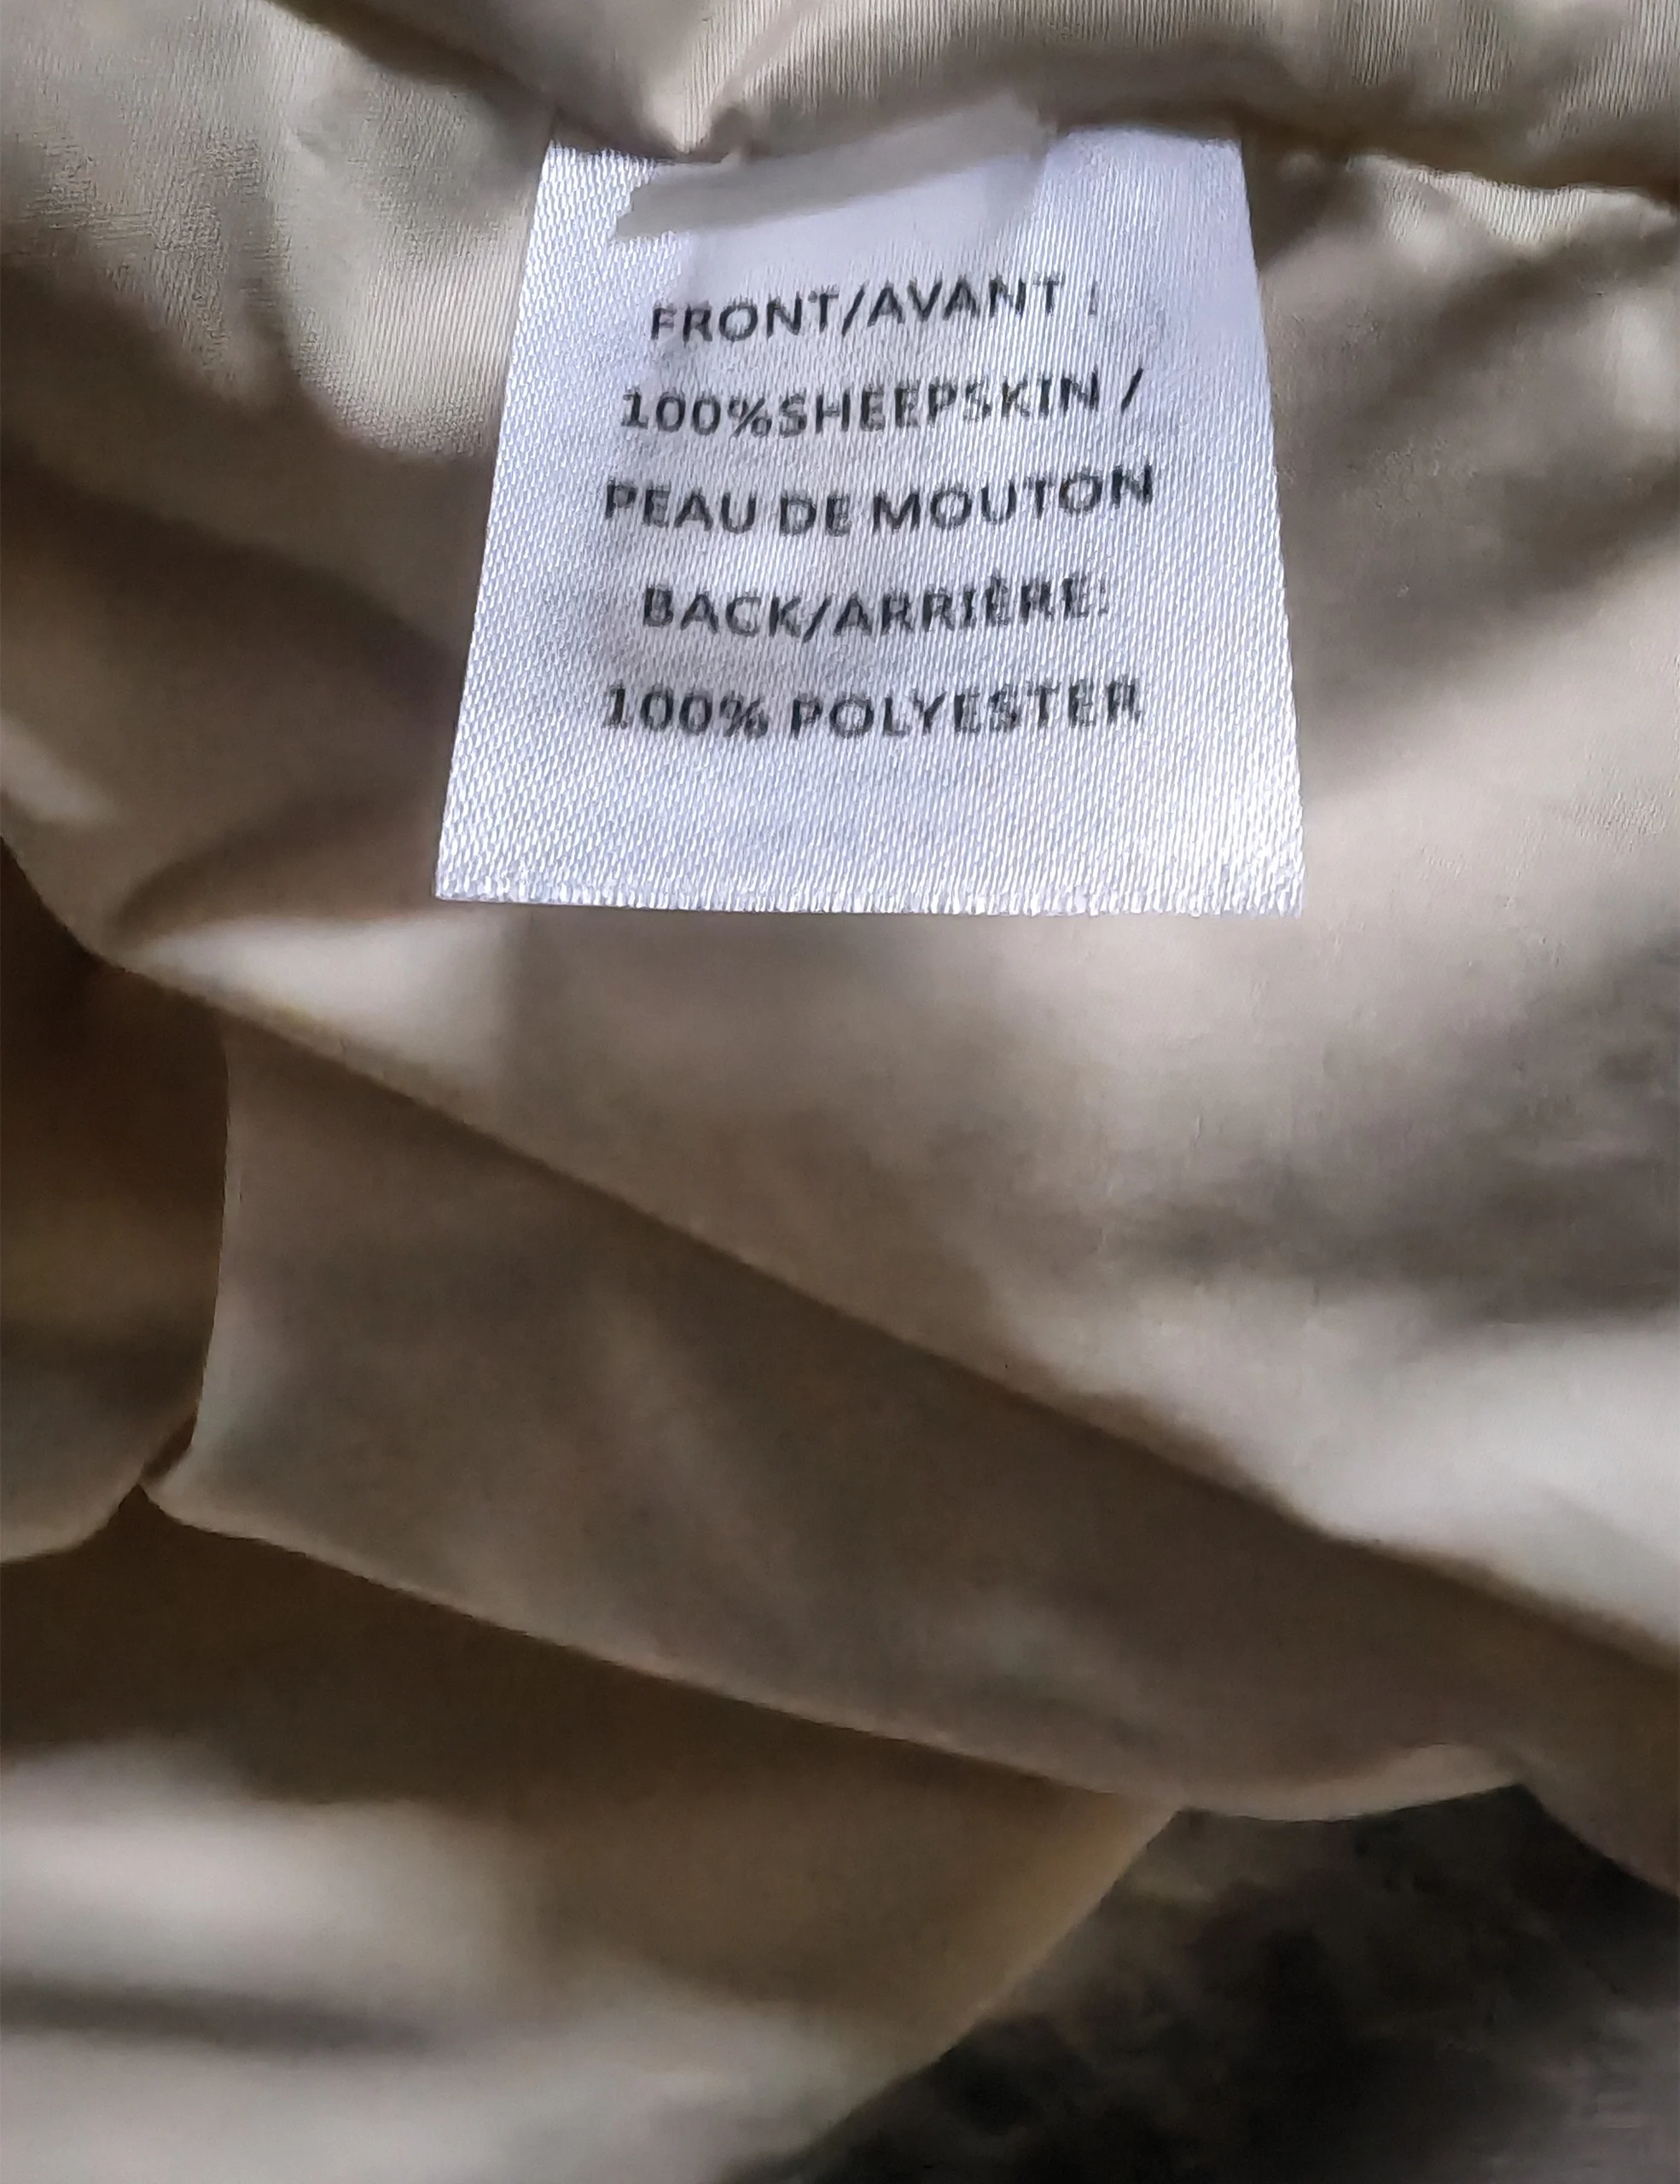 FRONT/AVANT :
100%SHEEPSKIN /
PEAU DE MOUTON
BACK/ARRIÈRE:
100% POLYESTER